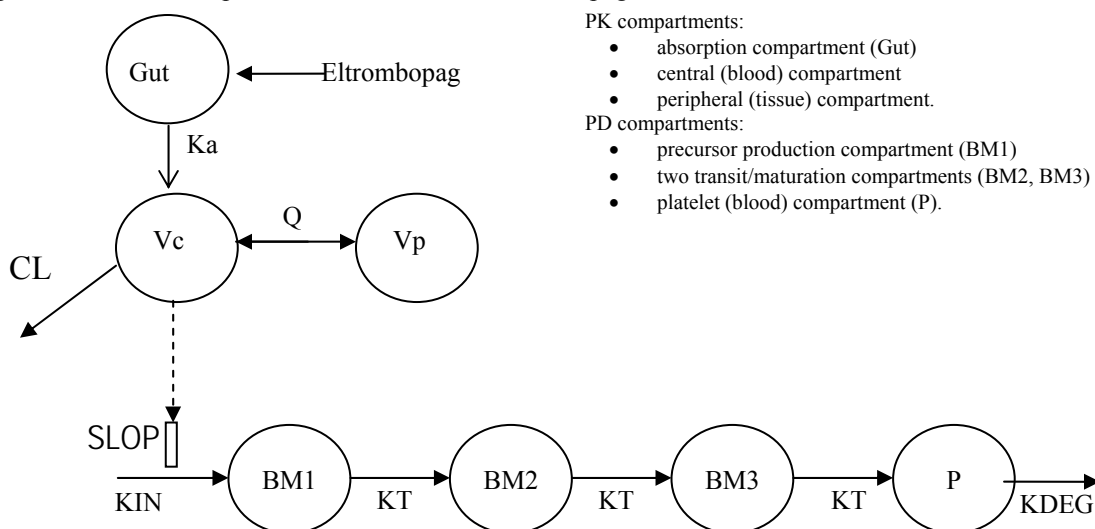 PK compartments:
• absorption compartment (Gut)
• central (blood) compartment
• peripheral (tissue) compartment.
PD compartments:
• precursor production compartment (BM1)
• two transit/maturation compartments (BM2, BM3)
• platelet (blood) compartment (P).
Gut
Eltrombopag
Ka
Vc
Q
Vp
CL
SLOP
KIN
BM1
KT
BM2
KT
BM3
KT
P
KDEG